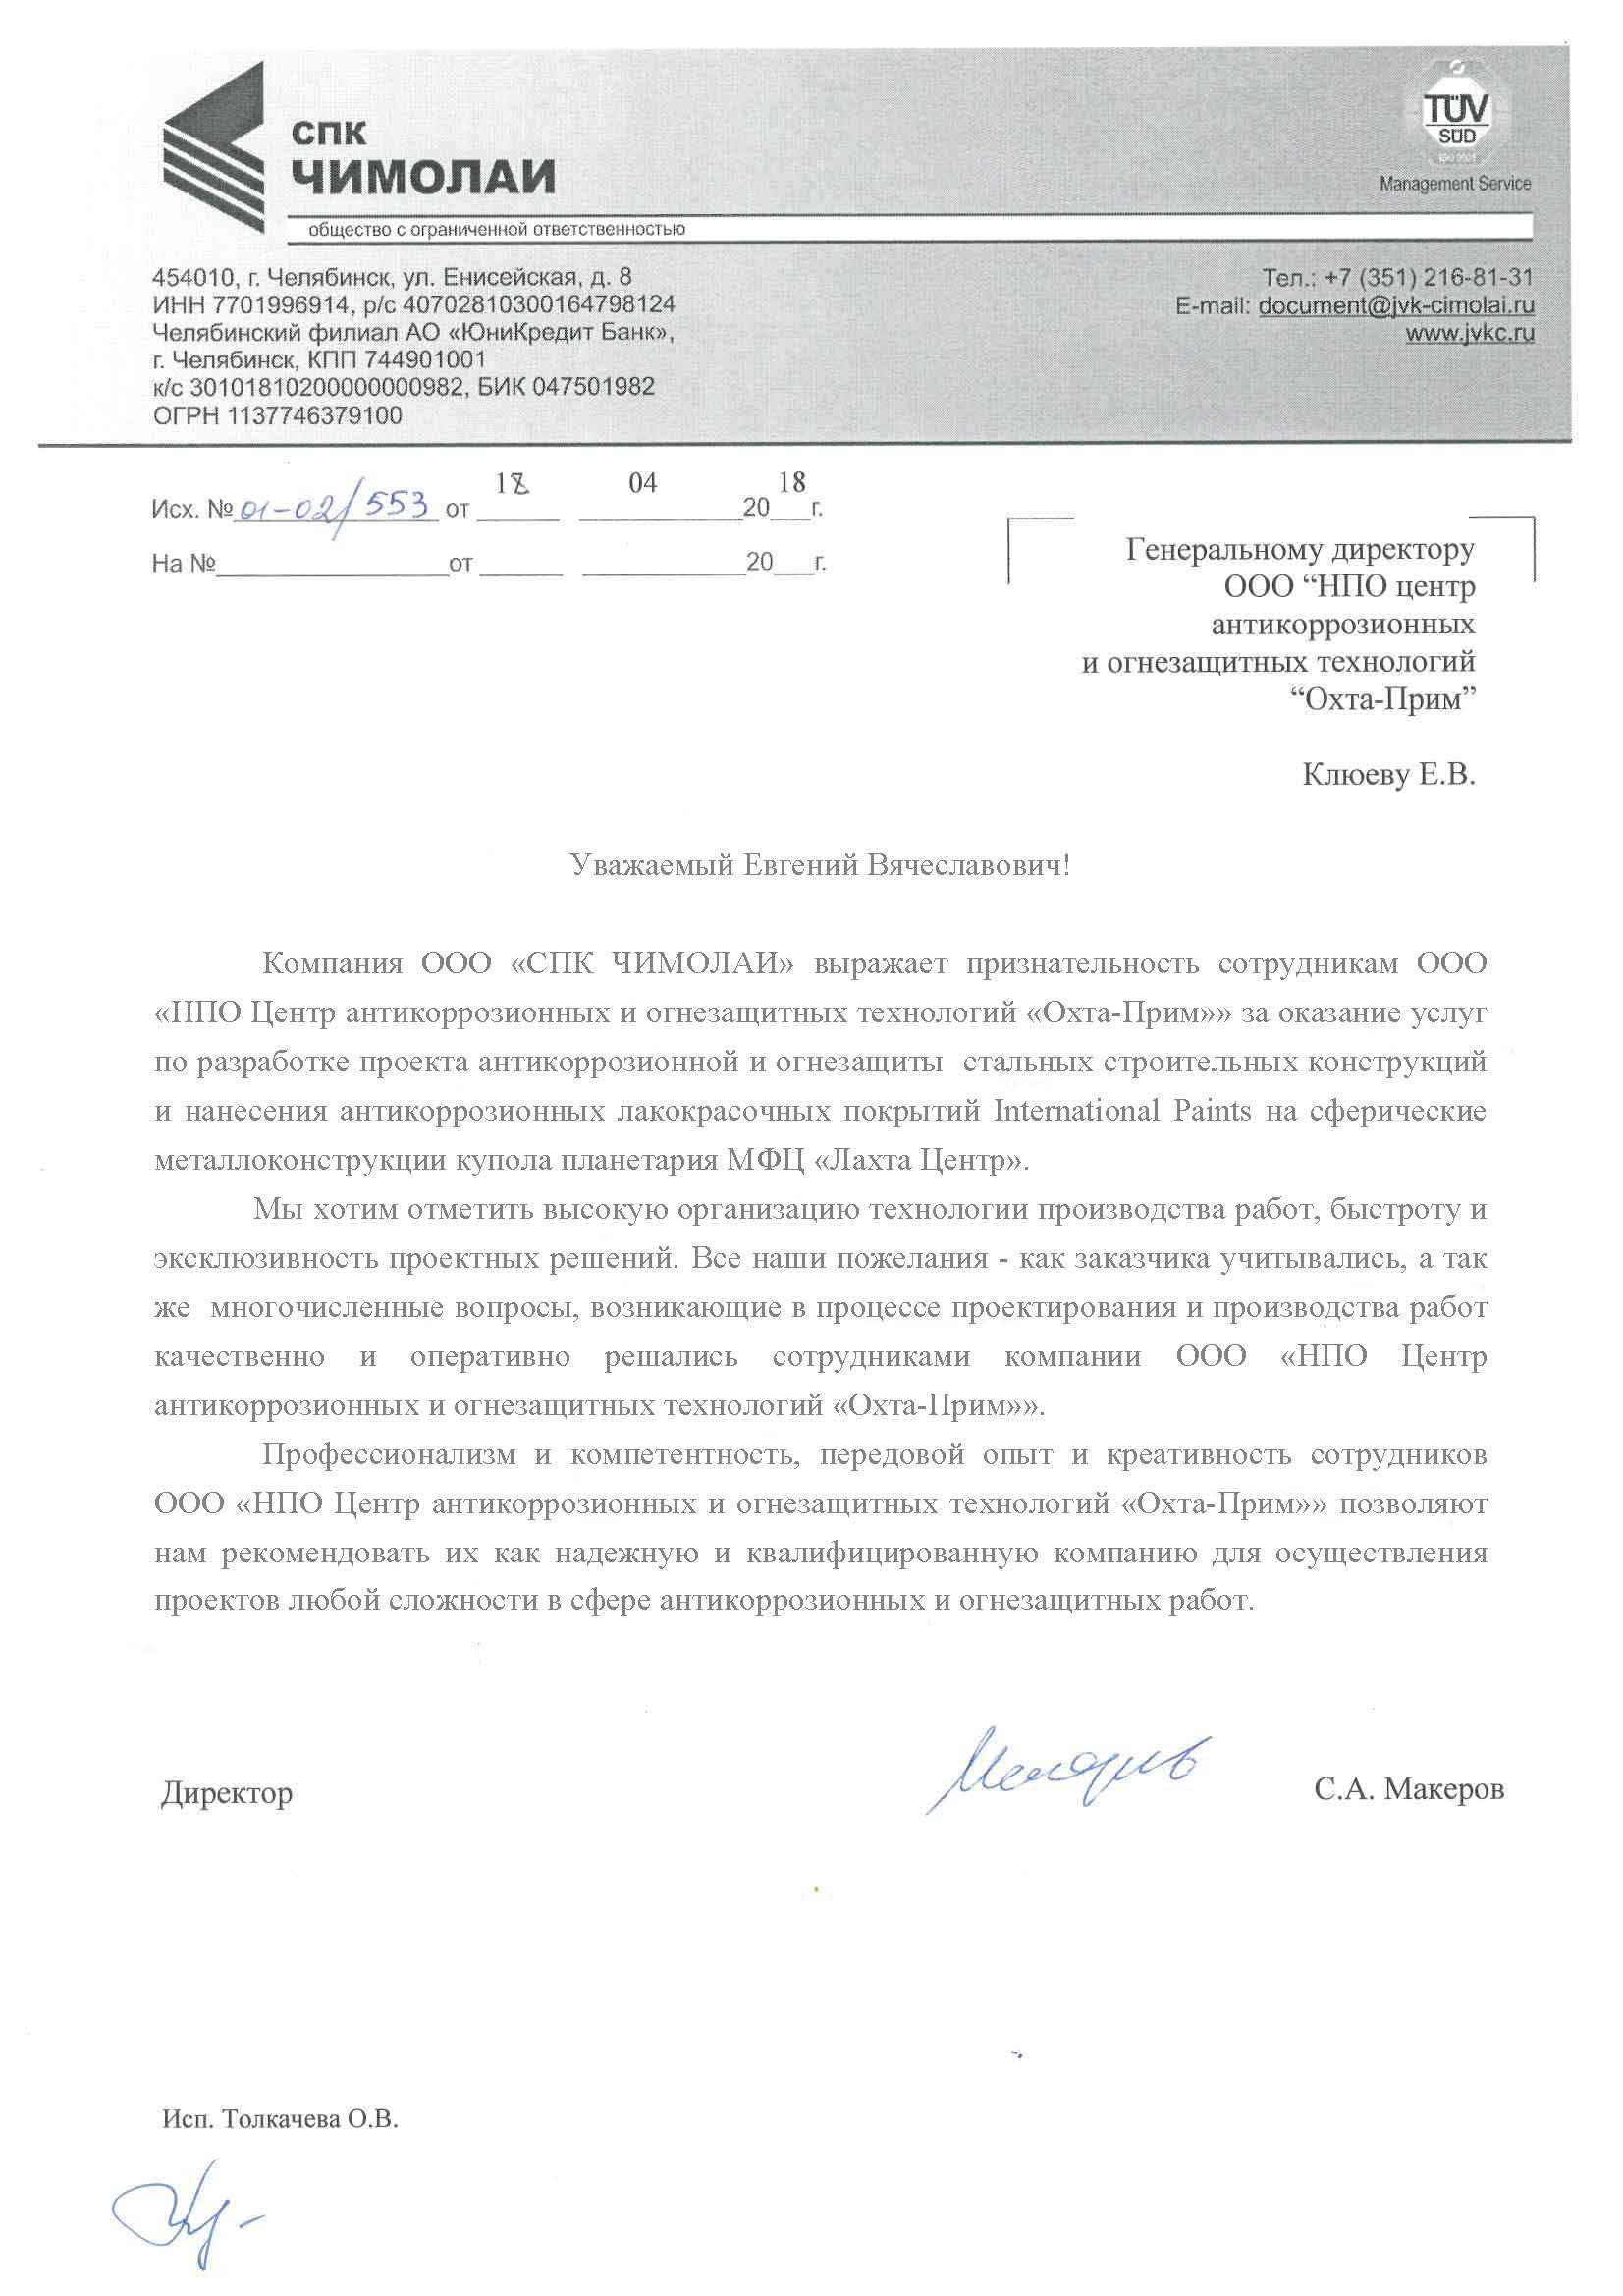 СПК
ЧИМОЛАИ
общество с ограниченной ответственностью
TÜV
SÜD
ISO 9001
Management Service
454010, г. Челябинск, ул. Енисейская, д. 8
ИНН 7701996914, р/с 40702810300164798124
Челябинский филиал АО «ЮниКредит Банк»,
г. Челябинск, КПП 744901001
к/с 30101810200000000982, БИК 047501982
ОГРН 1137746379100
Тел.: +7 (351) 216-81-31
E-mail: document@jvk-cimolai.ru
www.jvkc.ru
Исх. № 01-02/553 от 04 2018г.
На № от 20 г.
Генеральному директору
ООО “НПО центр
антикоррозионных
и огнезащитных технологий
“Охта-Прим”
Клюеву Е.В.
Уважаемый Евгений Вячеславович!
Компания ООО «СПК ЧИМОЛАИ» выражает признательность сотрудникам ООО
«НПО Центр антикоррозионных и огнезащитных технологий «Охта-Прим»» за оказание услуг
по разработке проекта антикоррозионной и огнезащиты стальных строительных конструкций
и нанесения антикоррозионных лакокрасочных покрытий International Paints на сферические
металлоконструкции купола планетария МФЦ «Лахта Центр».
Мы хотим отметить высокую организацию технологии производства работ, быстроту и
эксклюзивность проектных решений. Все наши пожелания - как заказчика учитывались, а так
же многочисленные вопросы, возникающие в процессе проектирования и производства работ
качественно и оперативно решались сотрудниками компании ООО «НПО Центр
антикоррозионных и огнезащитных технологий «Охта-Прим»».
Профессионализм и компетентность, передовой опыт и креативность сотрудников
ООО «НПО Центр антикоррозионных и огнезащитных технологий «Охта-Прим»» позволяют
нам рекомендовать их как надежную и квалифицированную компанию для осуществления
проектов любой сложности в сфере антикоррозионных и огнезащитных работ.
Директор
С.А. Макеров
Исп. Толкачева О.В.